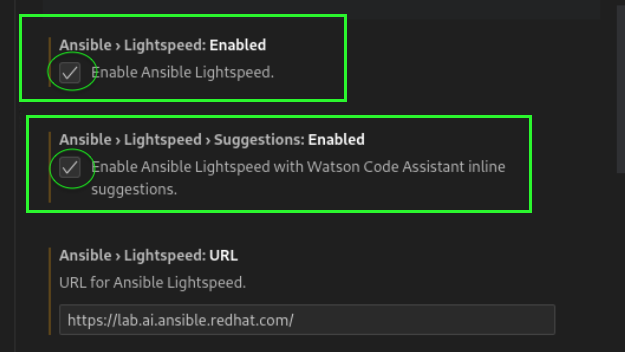 Ansible › Lightspeed: Enabled
Enable Ansible Lightspeed.
Ansible › Lightspeed › Suggestions: Enabled
Enable Ansible Lightspeed with Watson Code Assistant inline
suggestions.
Ansible › Lightspeed: URL
URL for Ansible Lightspeed.
https://lab.ai.ansible.redhat.com/